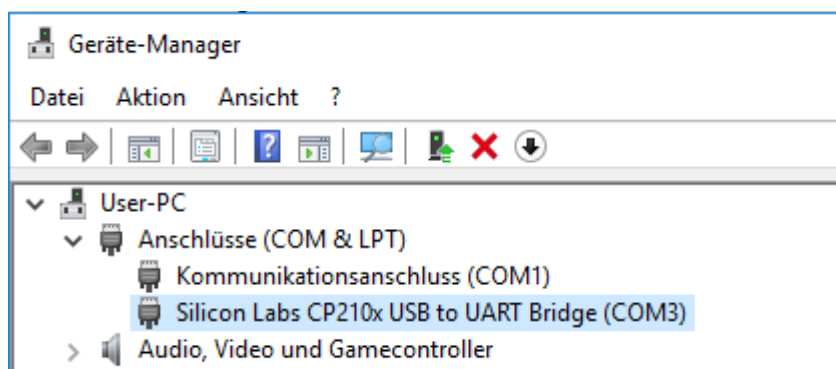 Geräte-Manager
Datei Aktion Ansicht ?
User-PC
Anschlüsse (COM & LPT)
Kommunikationsanschluss (COM1)
Silicon Labs CP210x USB to UART Bridge (COM3)
Audio, Video und Gamecontroller